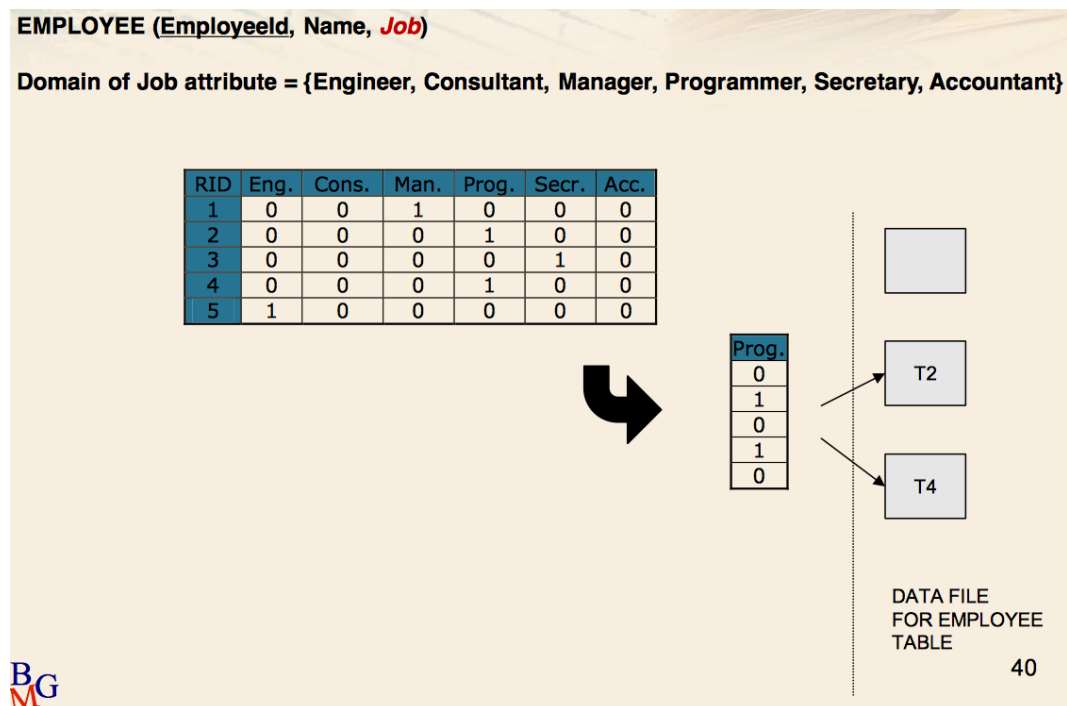 EMPLOYEE (EmployeeId, Name, Job)
Domain of Job attribute = {Engineer, Consultant, Manager, Programmer, Secretary, Accountant}
RID Eng. Cons. Man. Prog. Secr. Acc.
1 0 0 1 0 0 0
2 0 0 0 1 0 0
3 0 0 0 0 1 0
4 0 0 0 1 0 0
5 1 0 0 0 0 0
Prog.
0
1
0
1
0
T2
T4
DATA FILE
FOR EMPLOYEE
TABLE
40
BMG